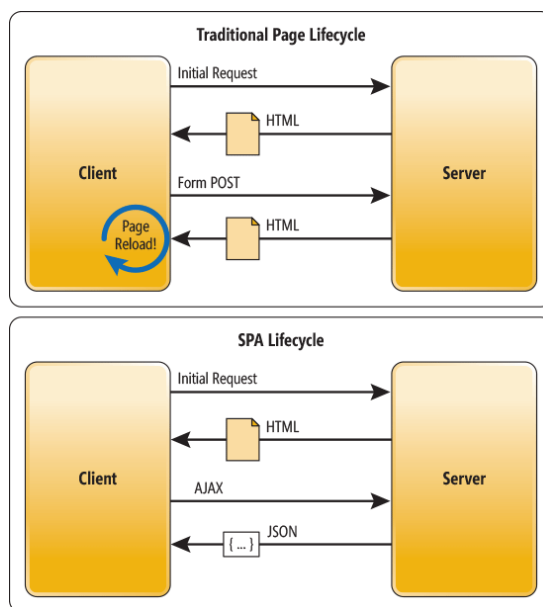 Traditional Page Lifecycle
Initial Request
HTML
Client
Server
Form POST
Page
Reload!
HTML
SPA Lifecycle
Initial Request
HTML
Client
Server
AJAX
JSON
{ ... }